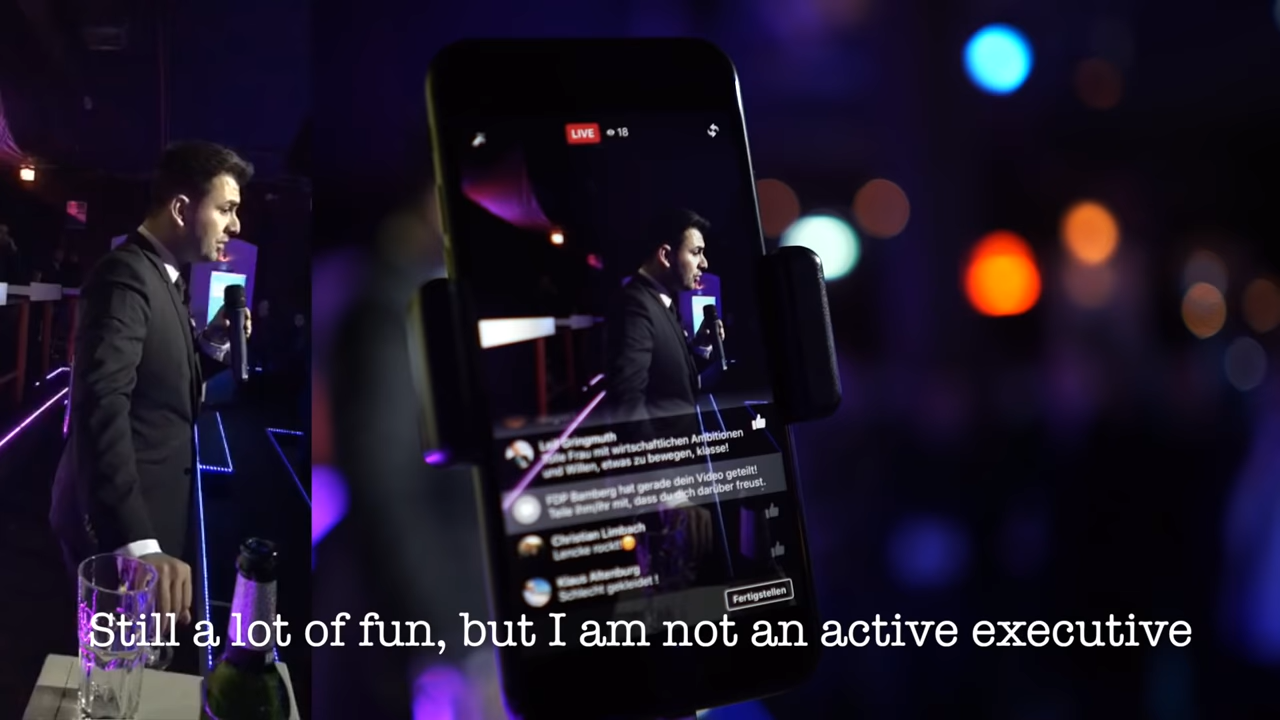 LIVE 18
Gringmuth
Tolle Frau mit wirtschaftlichen Ambitionen
und Willen, etwas zu bewegen, klasse!
FDP Bamberg hat gerade dein Video geteilt!
Teile ihm/ihr mit, dass du dich darüber freust.
Christian Limbach
Lencke rockt!
Klaus Altenburg
Schlecht gekleidet !
Fertigstellen
Still a lot of fun, but I am not an active executive